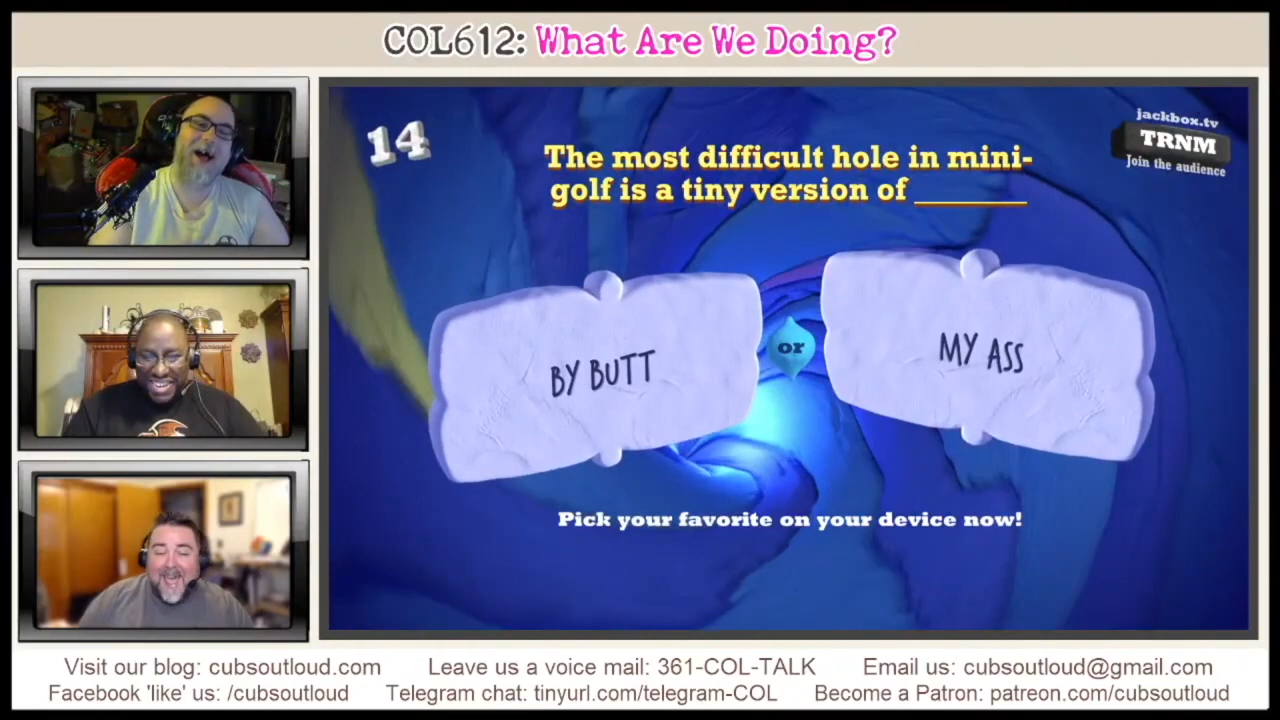 COL612: What Are We Doing?
14
The most difficult hole in mini-
golf is a tiny version of ________
jackbox.tv
TRNM
Join the audience
BY BUTT
or
MY ASS
Pick your favorite on your device now!
Visit our blog: cubsoutloud.com Leave us a voice mail: 361-COL-TALK Email us: cubsoutloud@gmail.com
Facebook 'like' us: /cubsoutloud Telegram chat: tinyurl.com/telegram-COL Become a Patron: patreon.com/cubsoutloud